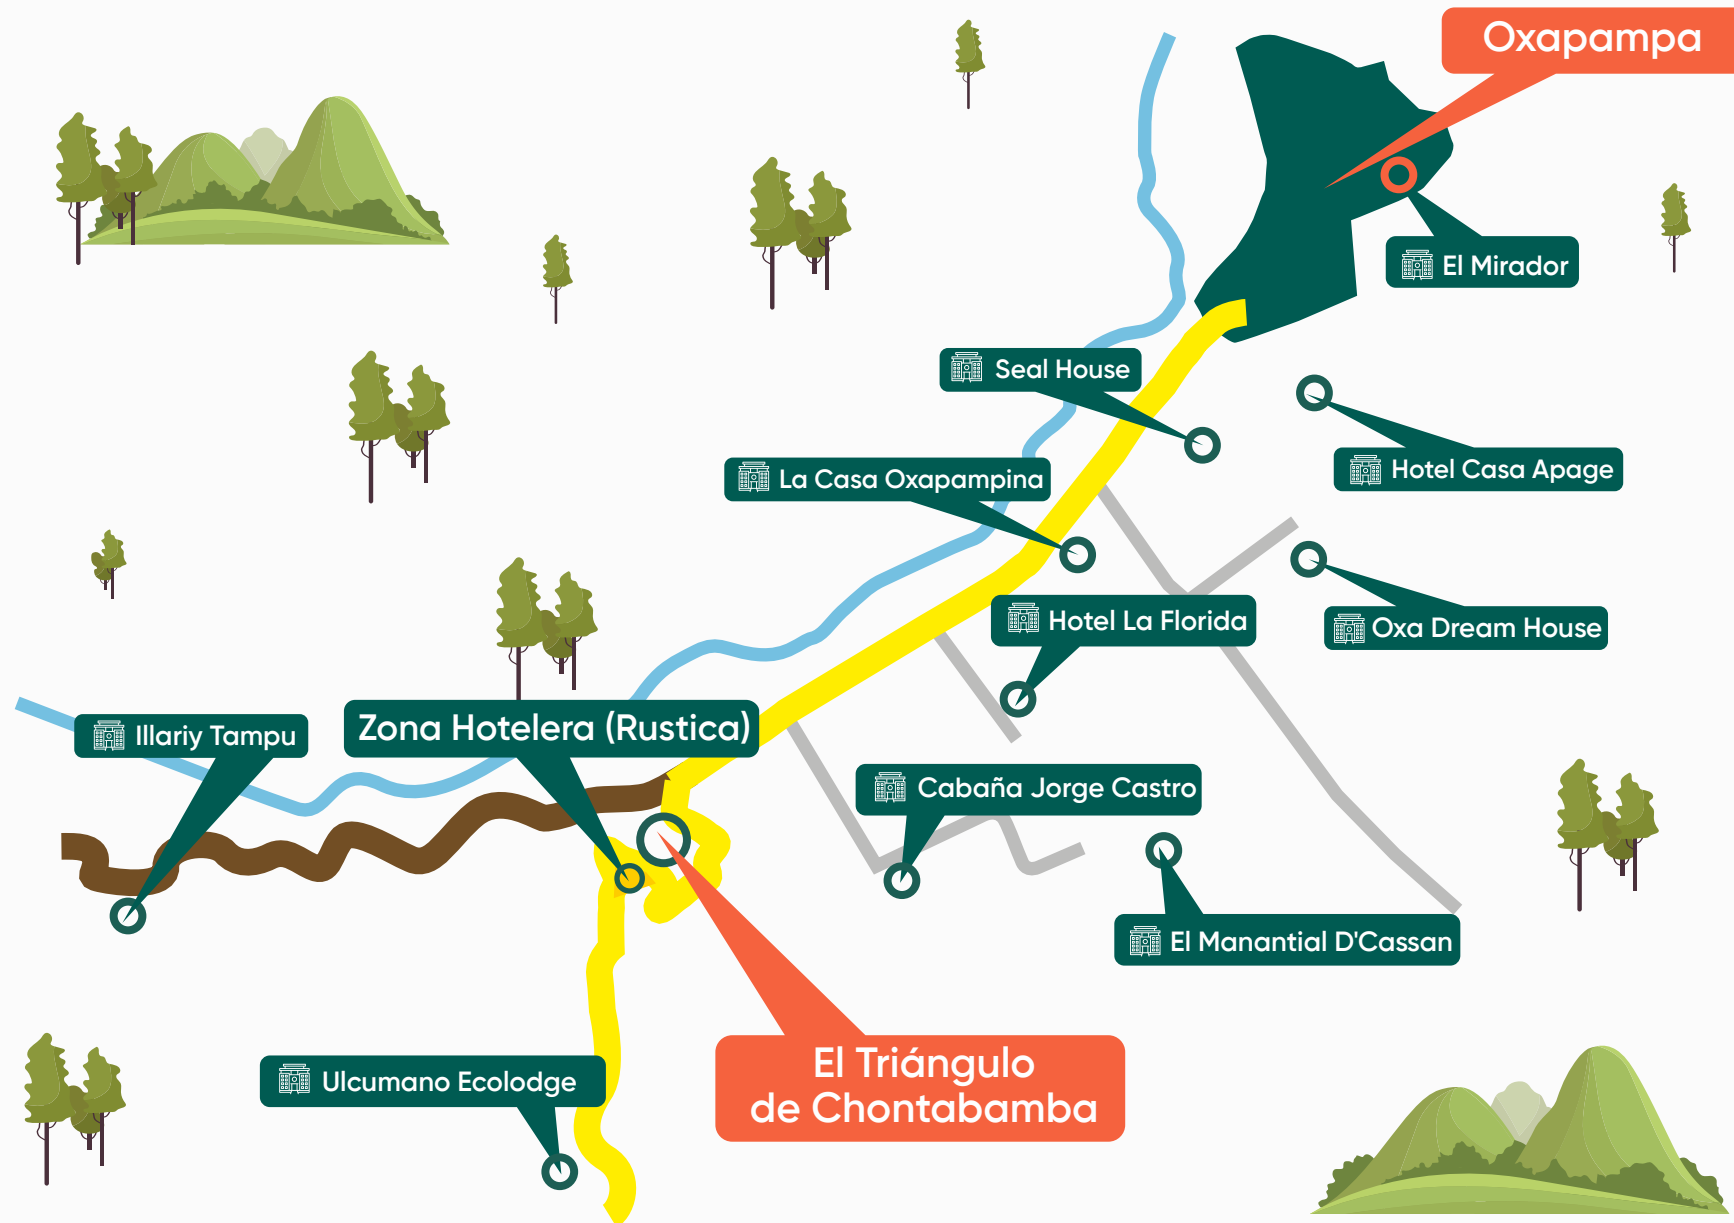 Oxapampa
El Mirador
Seal House
Hotel Casa Apage
La Casa Oxapampina
Hotel La Florida
Oxa Dream House
Illariy Tampu
Zona Hotelera (Rustica)
Cabaña Jorge Castro
El Manantial D'Cassan
El Triángulo
de Chontabamba
Ulcumano Ecolodge